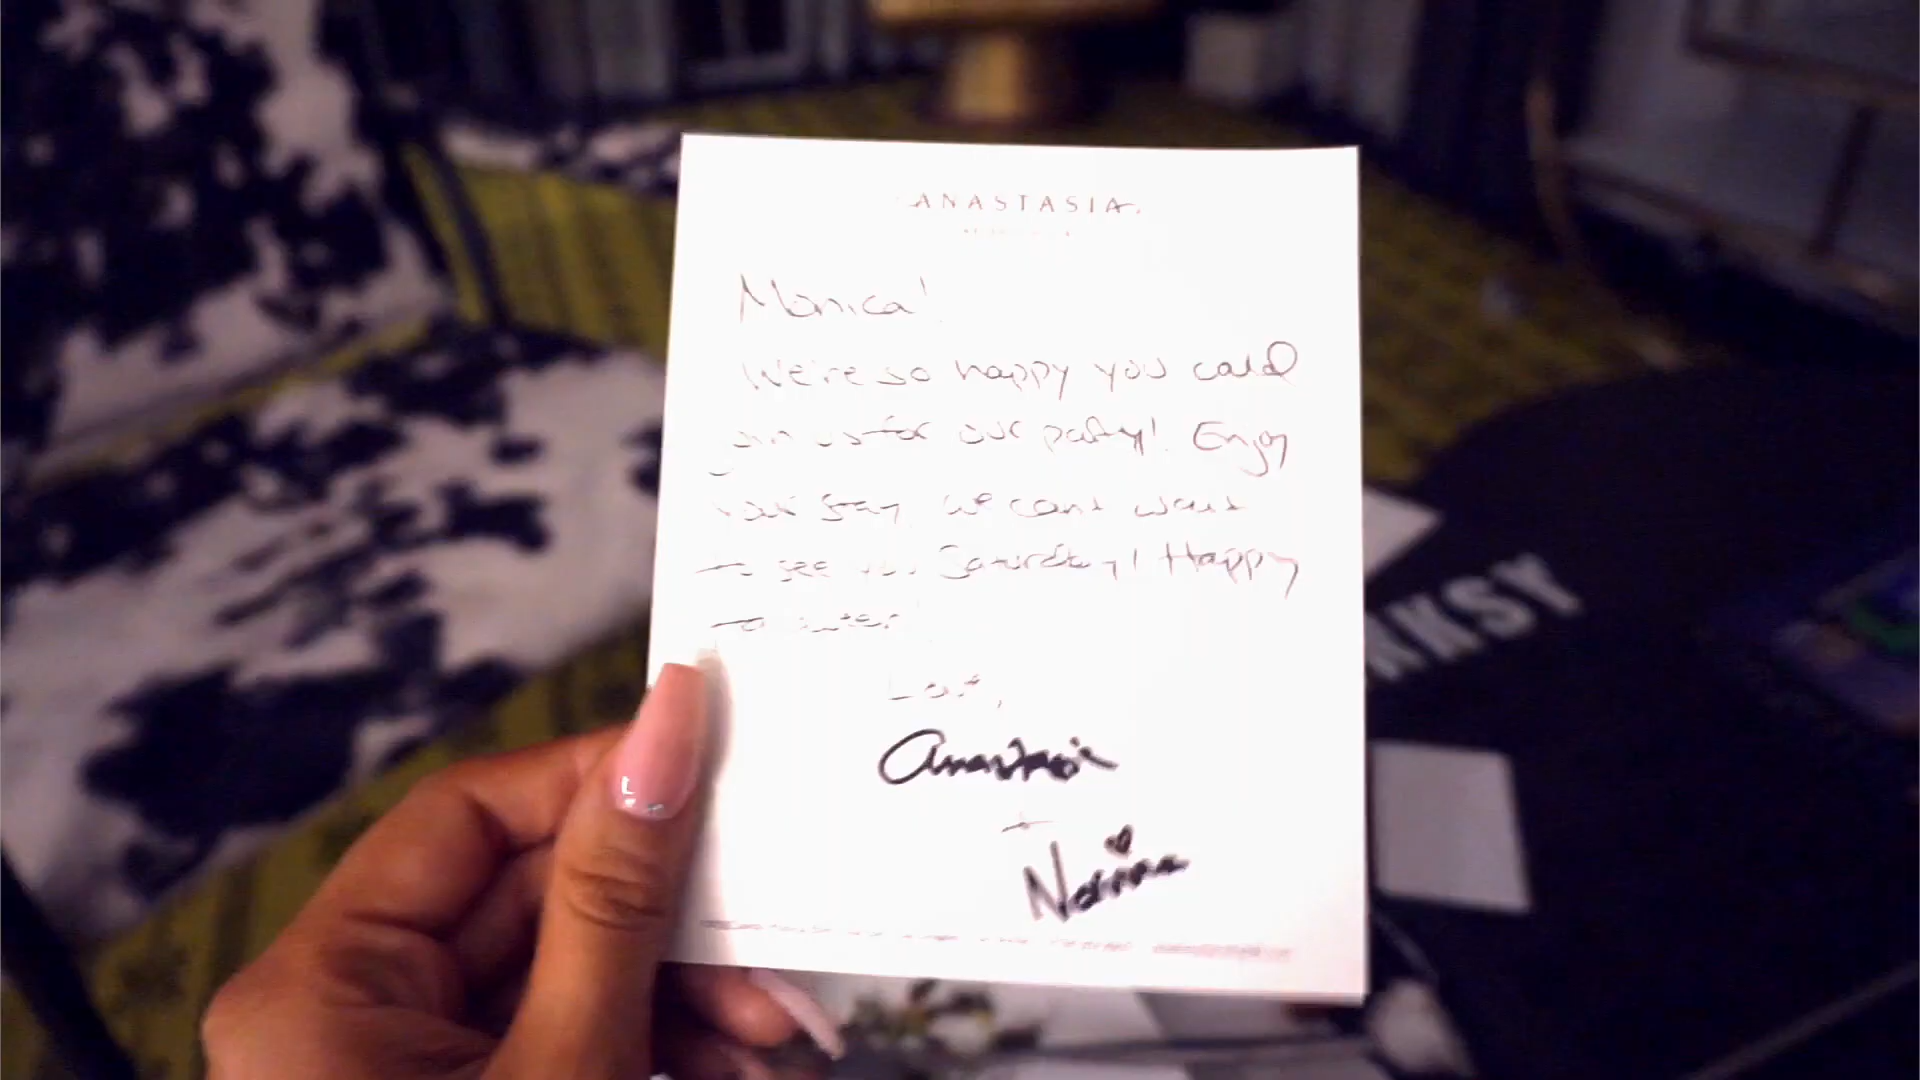 ANASTASIA
Monica!
We're so happy you could
join us for our party! Enjoy
your stay, we can't wait
to see you Saturday! Happy
Love,
Anastasia
+
Norvina
NKSY